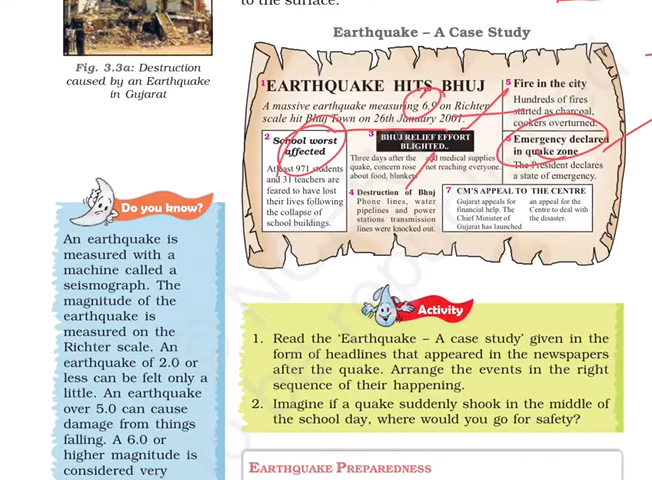 to the surface.
Earthquake – A Case Study
Fig. 3.3a: Destruction
caused by an Earthquake
in Gujarat
1 EARTHQUAKE HITS BHUJ
A massive earthquake measuring 6.9 on Richter
scale hit Bhuj Town on 26th January 2001.
2 School worst
affected
At least 971 students
and 31 teachers are
feared to have lost
their lives following
the collapse of
school buildings.
3 BHUJ RELIEF EFFORT
BLIGHTED..
Three days after the
quake, concern rose
about food, blankets
and medical supplies
not reaching everyone.
4 Destruction of Bhuj
Phone lines, water
pipelines and power
stations transmission
lines were knocked out.
5 Fire in the city
Hundreds of fires
started as charcoal,
cookers overturned.
6 Emergency declared
in quake zone
The President declares
a state of emergency.
7 CM'S APPEAL TO THE CENTRE
Gujarat appeals for
financial help. The
Chief Minister of
Gujarat has launched
an appeal for the
Centre to deal with
the disaster.
Do you know?
An earthquake is
measured with a
machine called a
seismograph. The
magnitude of the
earthquake is
measured on the
Richter scale. An
earthquake of 2.0 or
less can be felt only a
little. An earthquake
over 5.0 can cause
damage from things
falling. A 6.0 or
higher magnitude is
considered very
Activity
1. Read the 'Earthquake – A case study' given in the
form of headlines that appeared in the newspapers
after the quake. Arrange the events in the right
sequence of their happening.
2. Imagine if a quake suddenly shook in the middle of
the school day, where would you go for safety?
EARTHQUAKE PREPAREDNESS